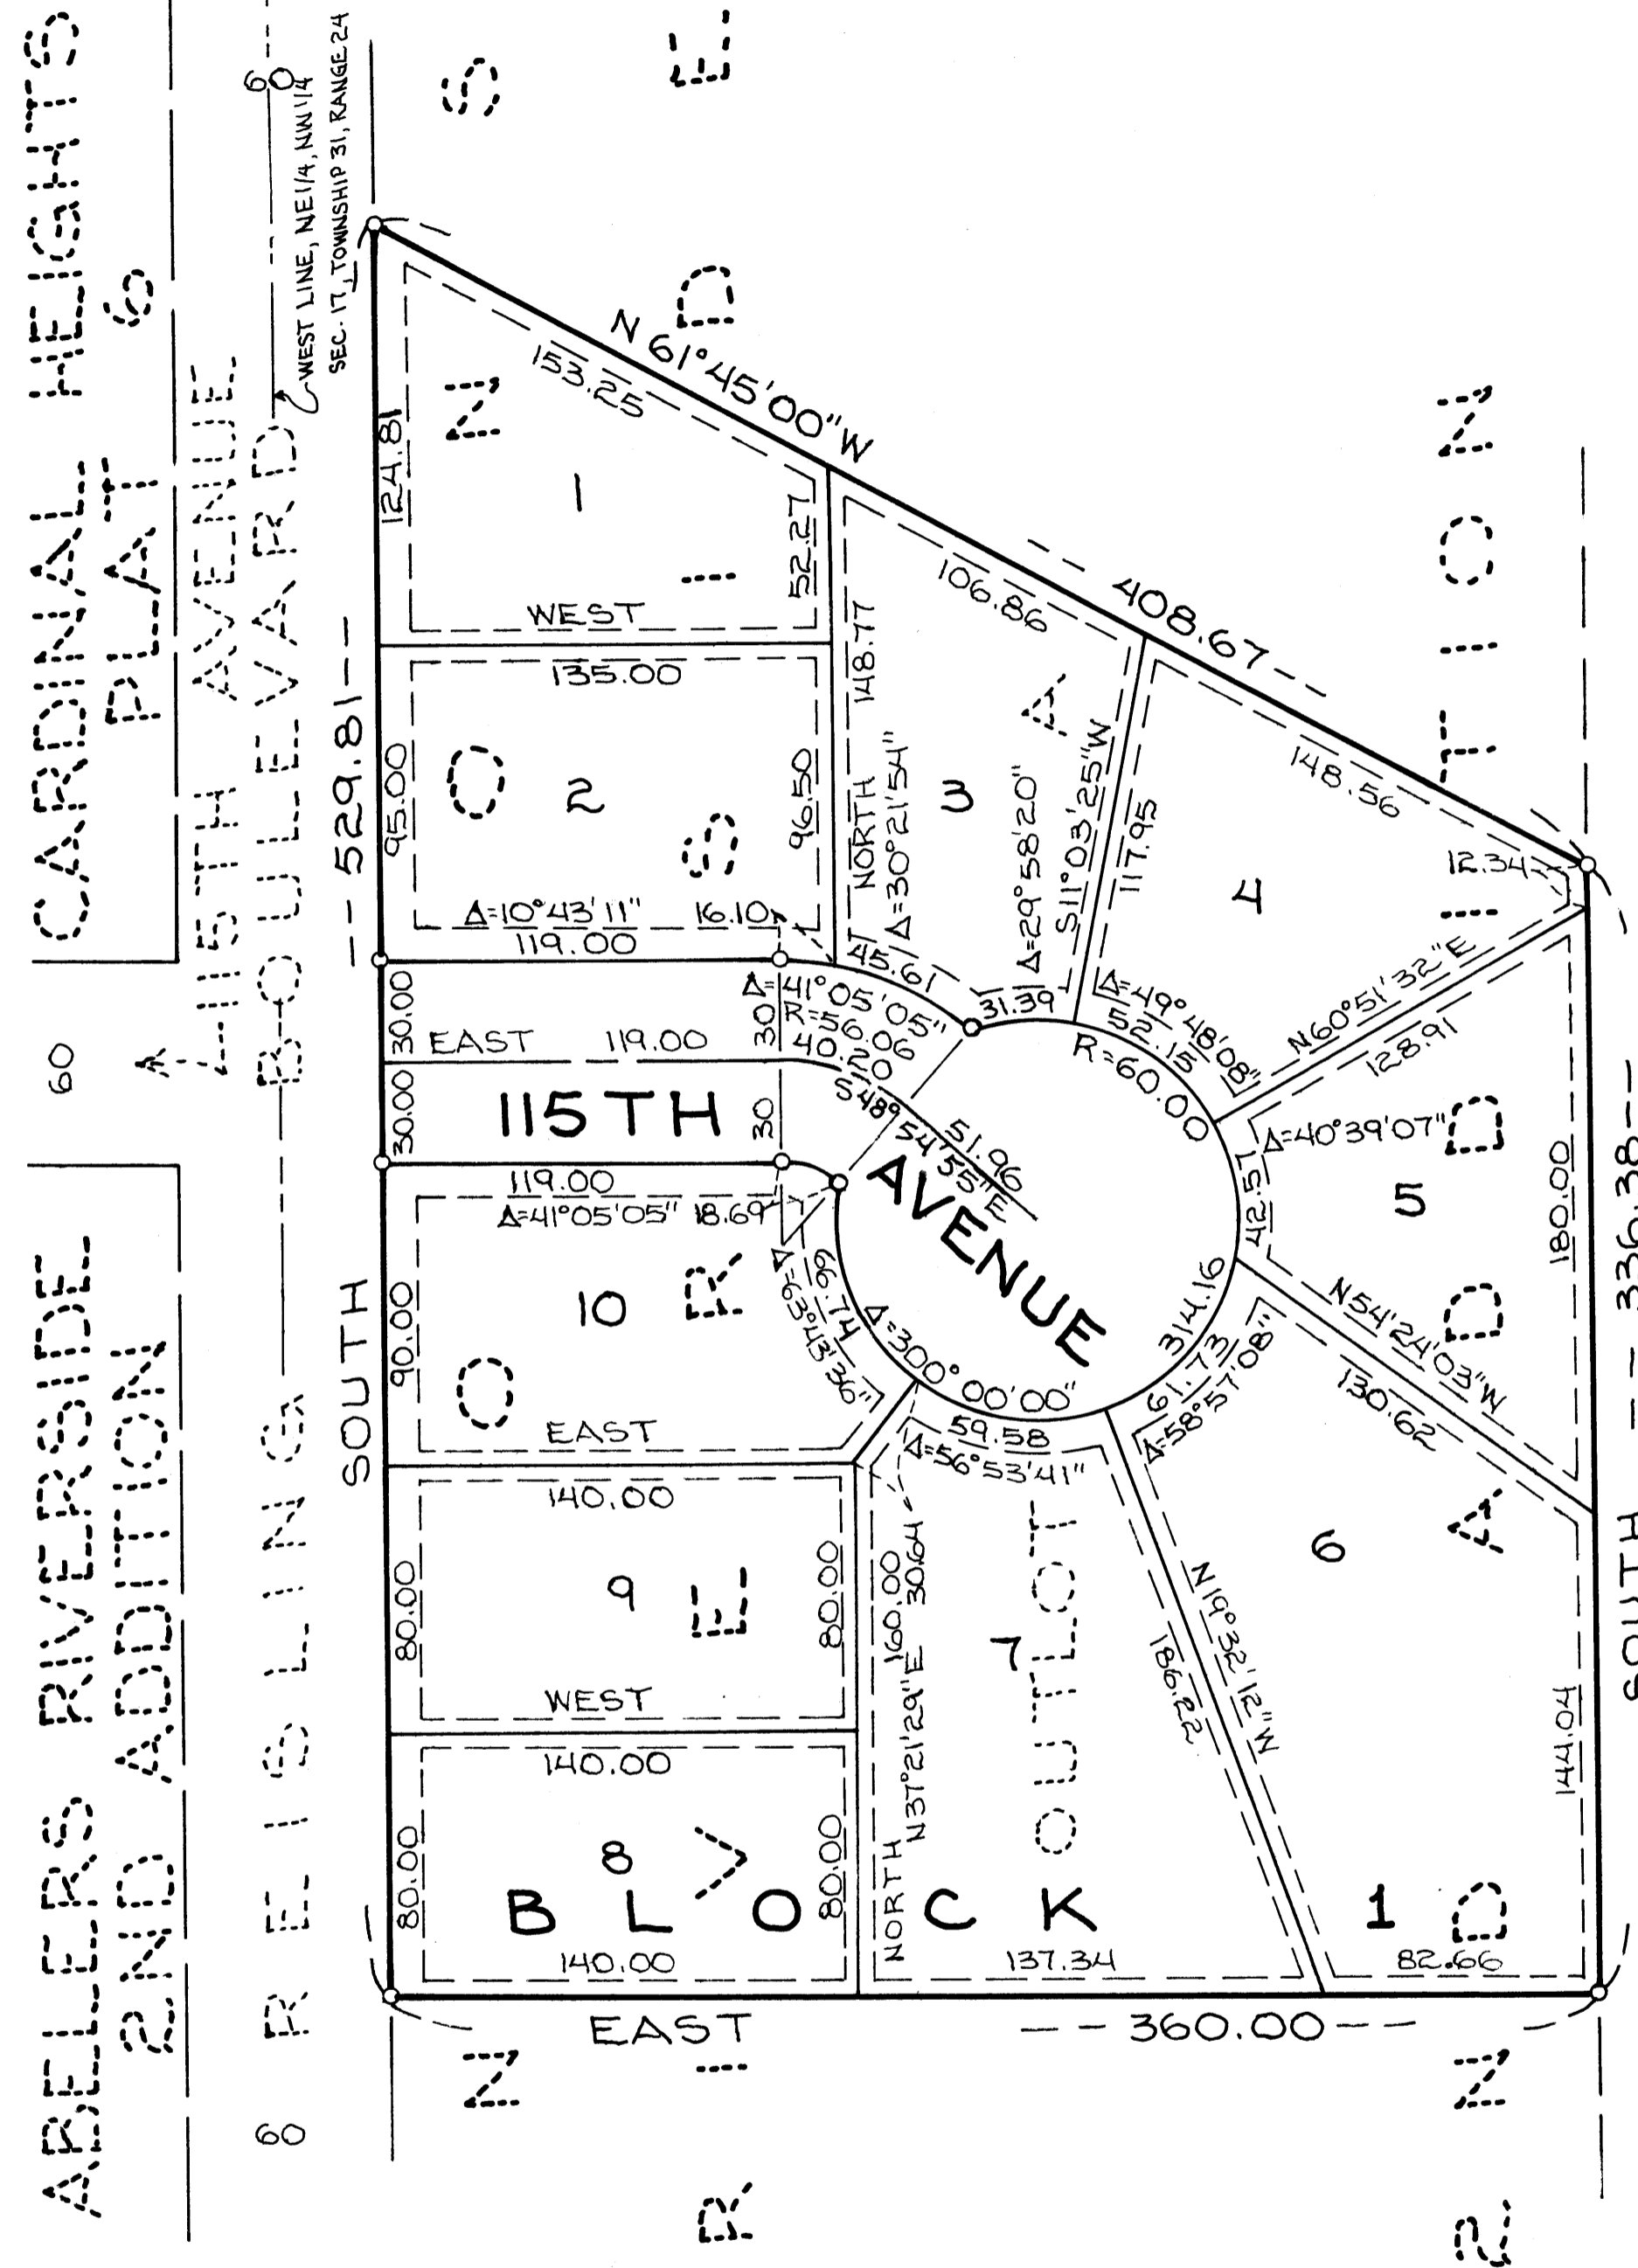 CARDINAL HEIGHTS
PLAT 6
ABELLERS RIVERSIDE
2ND ADDITION
115TH AVENUE
REIBLING BOULEVARD
60
60
60
WEST LINE, NE1/4, NW1/4
SEC. 17, TOWNSHIP 31, RANGE 24
--529.81--
SOUTH
N 61°45'00"W
--408.67--
SOUTH --336.38--
EAST --360.00--
124.81
153.25
1
52.27
WEST
135.00
95.00
2
96.50
Δ=10°43'11" 16.10
119.00
106.86
148.77
NORTH
Δ=30°21'54"
45.61
3
Δ=29°58'20"
31.39
S11°03'25"W
117.95
148.56
12.34
4
Δ=49°48'08"
52.15
N60°51'32"E
128.91
30.00
30.00
EAST 119.00
30
30
Δ=41°05'05"
R=56.06
40.20
R=60.00
S48°54'55"E
51.96
115TH
AVENUE
314.16
Δ=300°00'00"
Δ=40°39'07"
42.57
5
180.00
N54°24'03"W
130.62
119.00
Δ=41°05'05" 18.69
66.74
Δ=63°43'36"
90.00
10
EAST
140.00
59.58
Δ=56°53'41"
61.73
Δ=58°57'08"
80.00
9
80.00
WEST
140.00
160.00
NORTH
N37°21'29"E 30.64
7
OUTLOT
186.22
N19°32'12"W
6
144.04
80.00
8
80.00
140.00
137.34
82.66
BLOCK 1
ADDITION